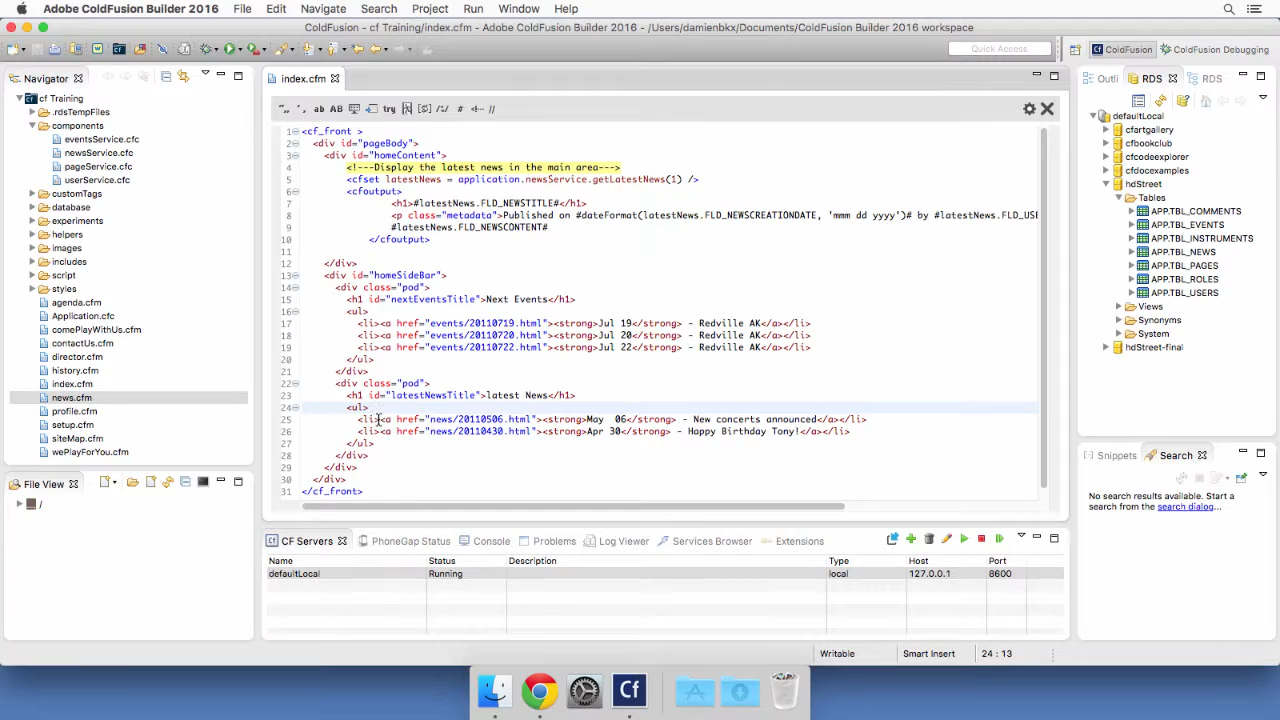 Adobe ColdFusion Builder 2016 File Edit Navigate Search Project Run Window Help
ColdFusion - cf Training/index.cfm - Adobe ColdFusion Builder 2016 - /Users/damienbkx/Documents/ColdFusion Builder 2016 workspace
Quick Access
ColdFusion
ColdFusion Debugging
Navigator
cf Training
.rdsTempFiles
components
eventsService.cfc
newsService.cfc
pageService.cfc
userService.cfc
customTags
database
experiments
helpers
images
includes
script
styles
agenda.cfm
Application.cfc
comePlayWithUs.cfm
contactUs.cfm
director.cfm
history.cfm
index.cfm
news.cfm
profile.cfm
setup.cfm
siteMap.cfm
wePlayForYou.cfm
File View
/
index.cfm
ab AB try # //
1 <cf_front >
2 <div id="pageBody">
3 <div id="homeContent">
4 <!---Display the latest news in the main area--->
5 <cfset latestNews = application.newsService.getLatestNews(1) />
6 <cfoutput>
7 <h1>#latestNews.FLD_NEWSTITLE#</h1>
8 <p class="metadata">Published on #dateFormat(latestNews.FLD_NEWSCREATIONDATE, 'mmm dd yyyy')# by #latestNews.FLD_USE
9 #latestNews.FLD_NEWSCONTENT#
10 </cfoutput>
11
12 </div>
13 <div id="homeSideBar">
14 <div class="pod">
15 <h1 id="nextEventsTitle">Next Events</h1>
16 <ul>
17 <li><a href="events/20110719.html"><strong>Jul 19</strong> - Redville AK</a></li>
18 <li><a href="events/20110720.html"><strong>Jul 20</strong> - Redville AK</a></li>
19 <li><a href="events/20110722.html"><strong>Jul 22</strong> - Redville AK</a></li>
20 </ul>
21 </div>
22 <div class="pod">
23 <h1 id="latestNewsTitle">latest News</h1>
24 <ul>
25 <li><a href="news/20110506.html"><strong>May  06</strong> - New concerts announced</a></li>
26 <li><a href="news/20110430.html"><strong>Apr 30</strong> - Happy Birthday Tony!</a></li>
27 </ul>
28 </div>
29 </div>
30 </div>
31 </cf_front>
Outli RDS RDS
defaultLocal
cfartgallery
cfbookclub
cfcodeexplorer
cfdocexamples
hdStreet
Tables
APP.TBL_COMMENTS
APP.TBL_EVENTS
APP.TBL_INSTRUMENTS
APP.TBL_NEWS
APP.TBL_PAGES
APP.TBL_ROLES
APP.TBL_USERS
Views
Synonyms
System
hdStreet-final
Snippets Search
No search results available. Start a
search from the search dialog...
CF Servers PhoneGap Status Console Problems Log Viewer Services Browser Extensions
Name Status Description Type Host Port
defaultLocal Running local 127.0.0.1 8600
Writable Smart Insert 24 : 13
Cf